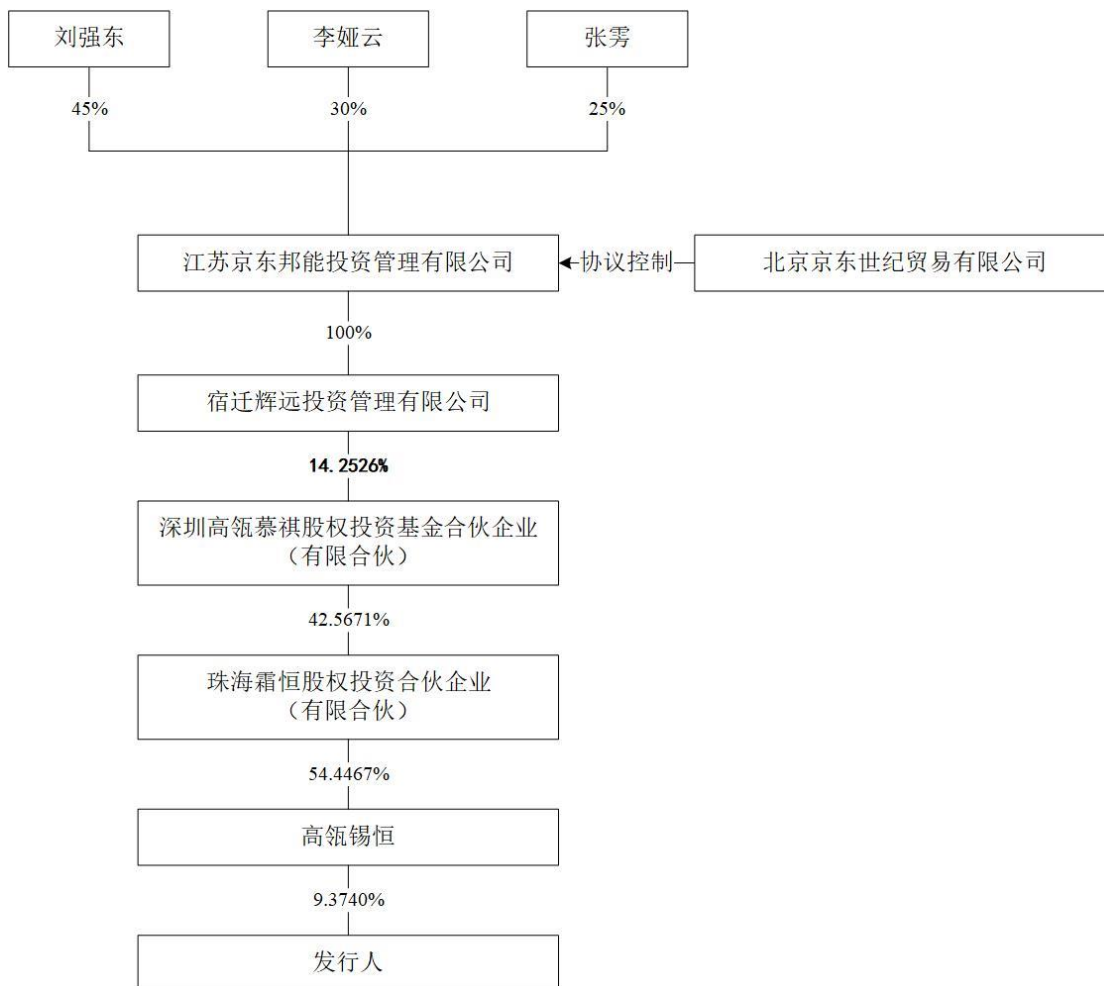 刘强东
李娅云
张雱
45%
30%
25%
江苏京东邦能投资管理有限公司
协议控制
北京京东世纪贸易有限公司
100%
宿迁辉远投资管理有限公司
14.2526%
深圳高瓴慕祺股权投资基金合伙企业
（有限合伙）
42.5671%
珠海霜恒股权投资合伙企业
（有限合伙）
54.4467%
高瓴锡恒
9.3740%
发行人